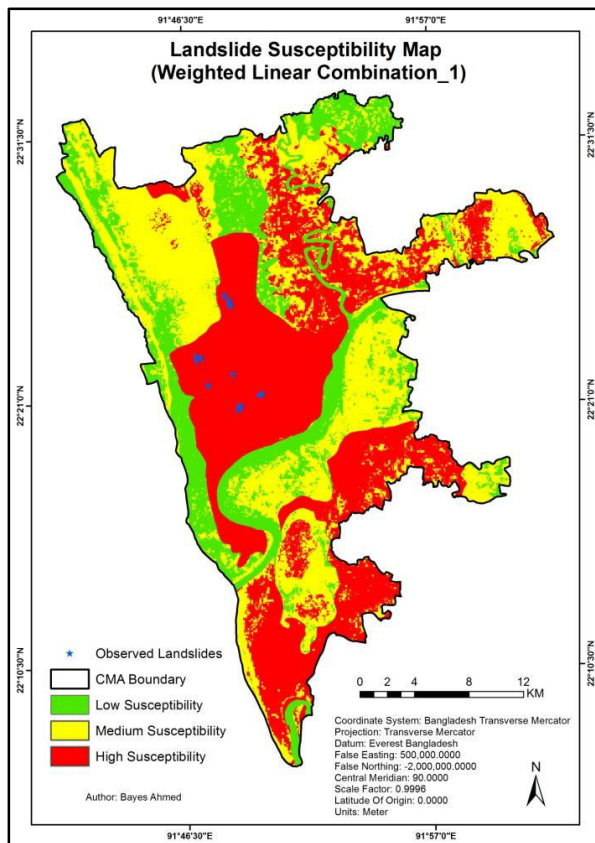 91°46'30"E 91°57'0"E
Landslide Susceptibility Map
(Weighted Linear Combination_1)
22°31'30"N 22°31'30"N
22°21'0"N 22°21'0"N
22°10'30"N 22°10'30"N
Observed Landslides
CMA Boundary
Low Susceptibility
Medium Susceptibility
High Susceptibility
Author: Bayes Ahmed
0 1 2 4 6 8 12
KM
Coordinate System: Bangladesh Transverse Mercator
Projection: Transverse Mercator
Datum: Everest Bangladesh
False Easting: 500,000.0000
False Northing: -2,000,000.0000
Central Meridian: 90.0000
Scale Factor: 0.9996
Latitude Of Origin: 0.0000
Units: Meter
N
91°46'30"E 91°57'0"E